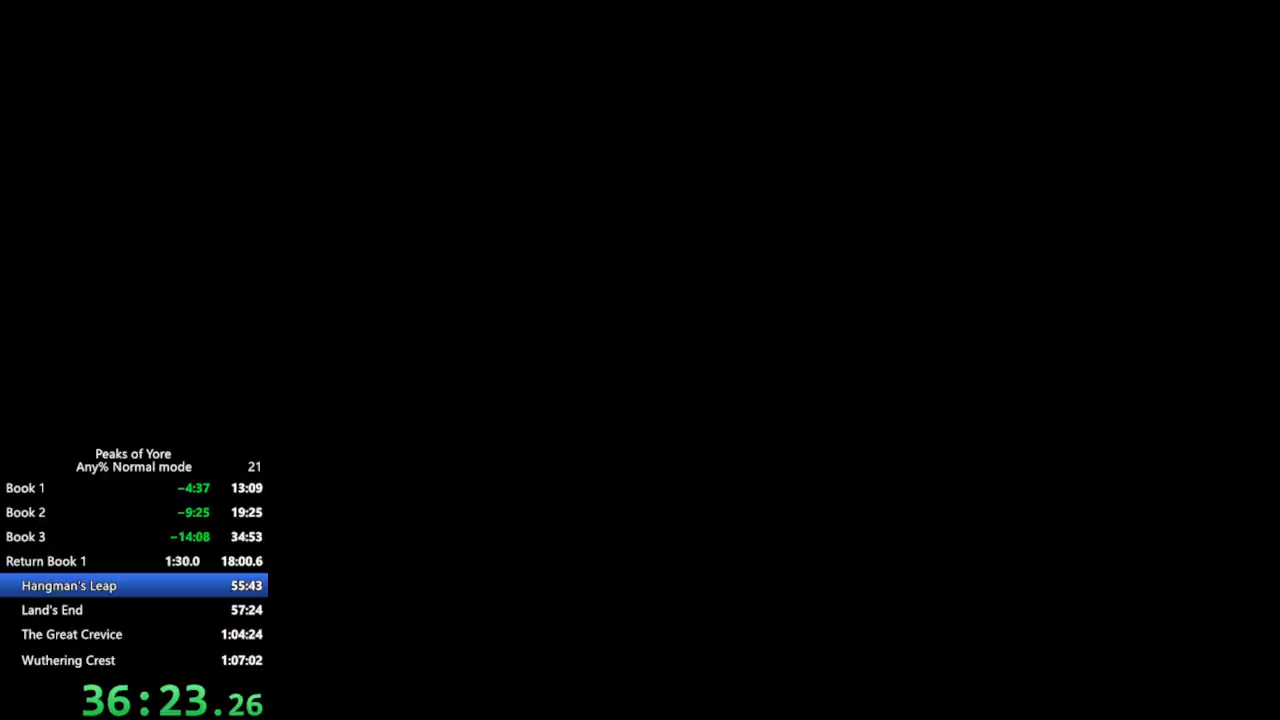 Peaks of Yore
Any% Normal mode 21
Book 1 −4:37 13:09
Book 2 −9:25 19:25
Book 3 −14:08 34:53
Return Book 1 1:30.0 18:00.6
Hangman's Leap 55:43
Land's End 57:24
The Great Crevice 1:04:24
Wuthering Crest 1:07:02
36:23.26